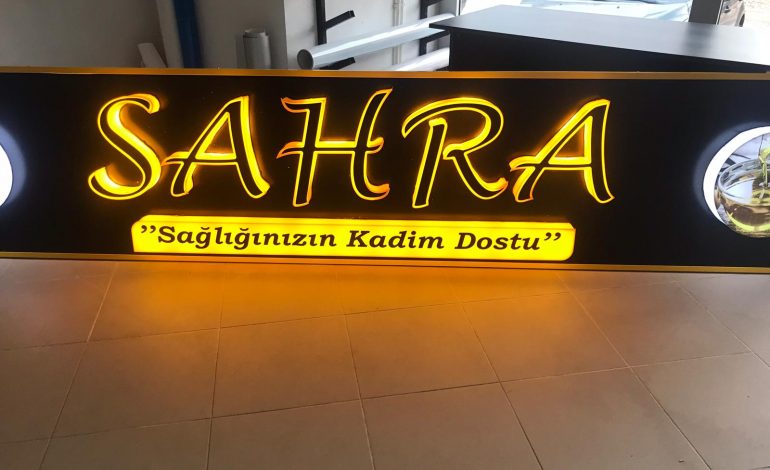 SAHRA
”Sağlığınızın Kadim Dostu”